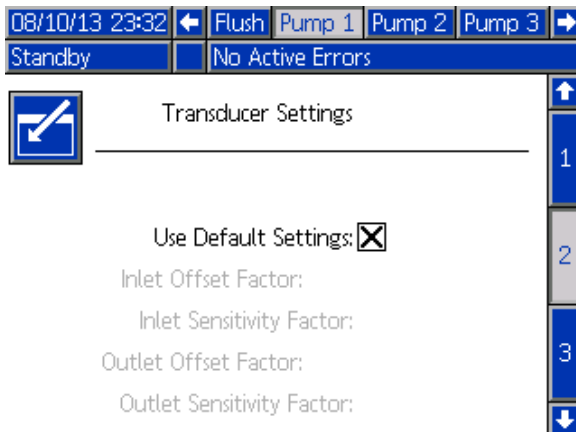 08/10/13 23:32 Flush Pump 1 Pump 2 Pump 3
Standby No Active Errors
Transducer Settings
1
Use Default Settings:
2
Inlet Offset Factor:
Inlet Sensitivity Factor:
Outlet Offset Factor:
3
Outlet Sensitivity Factor: